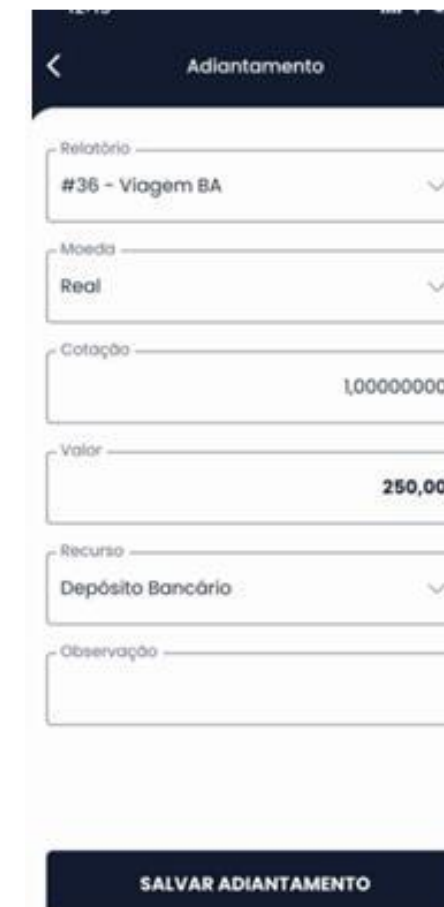 Adiantamento
Relatório
#36 - Viagem BA
Moeda
Real
Cotação
1,00000000
Valor
250,00
Recurso
Depósito Bancário
Observação
SALVAR ADIANTAMENTO